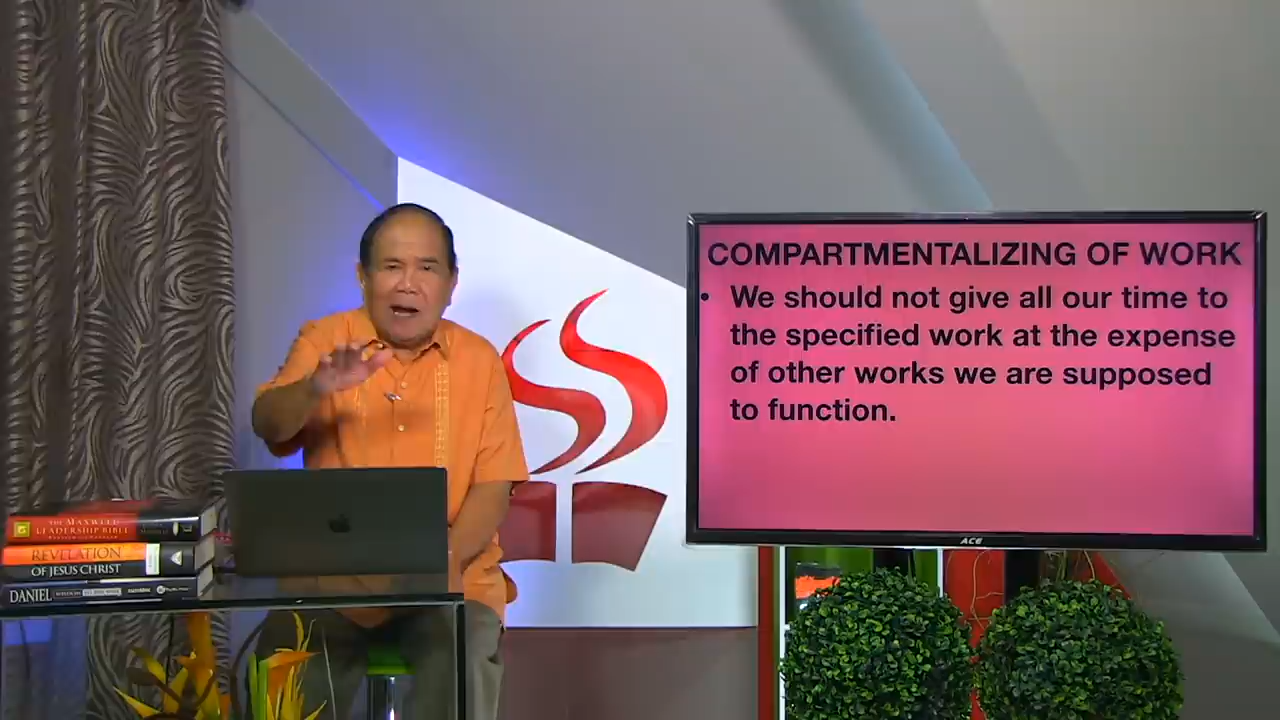 COMPARTMENTALIZING OF WORK
• We should not give all our time to
the specified work at the expense
of other works we are supposed
to function.
ACE
THE MAXWELL
LEADERSHIP BIBLE
REVELATION
OF JESUS CHRIST
DANIEL